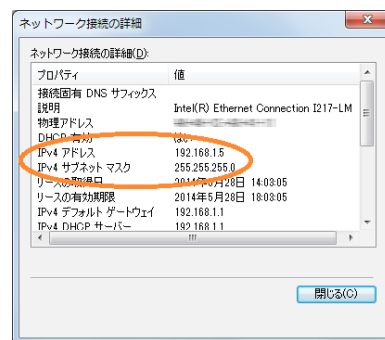 ネットワーク接続の詳細
ネットワーク接続の詳細(D):
プロパティ 値
接続固有 DNS サフィックス
説明 Intel(R) Ethernet Connection I217-LM
物理アドレス
DHCP 有効 はい
IPv4 アドレス 192.168.1.5
IPv4 サブネット マスク 255.255.255.0
リースの取得日 2014年5月28日 14:03:05
リースの有効期限 2014年5月28日 18:03:05
IPv4 デフォルト ゲートウェイ 192.168.1.1
IPv4 DHCP サーバー 192.168.1.1
閉じる(C)